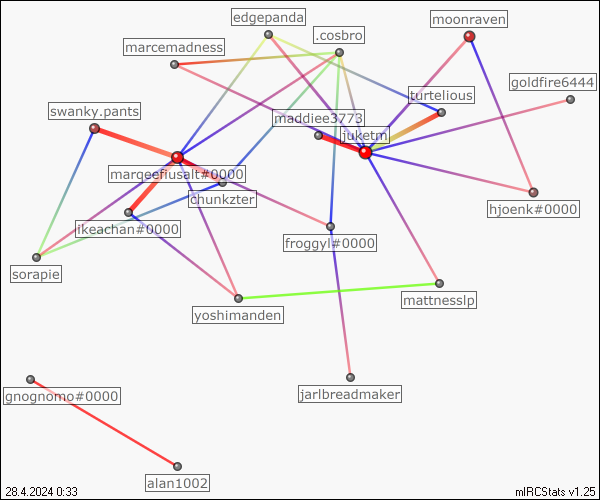 edgepanda
moonraven
.cosbro
marcemadness
goldfire6444
turtelious
swanky.pants
maddiee3773
juketm
marqeefiusalt#0000
chunkzter
hjoenk#0000
ikeachan#0000
froggyl#0000
sorapie
mattnesslp
yoshimanden
jarlbreadmaker
gnognomo#0000
alan1002
28.4.2024 0:33
mIRCStats v1.25